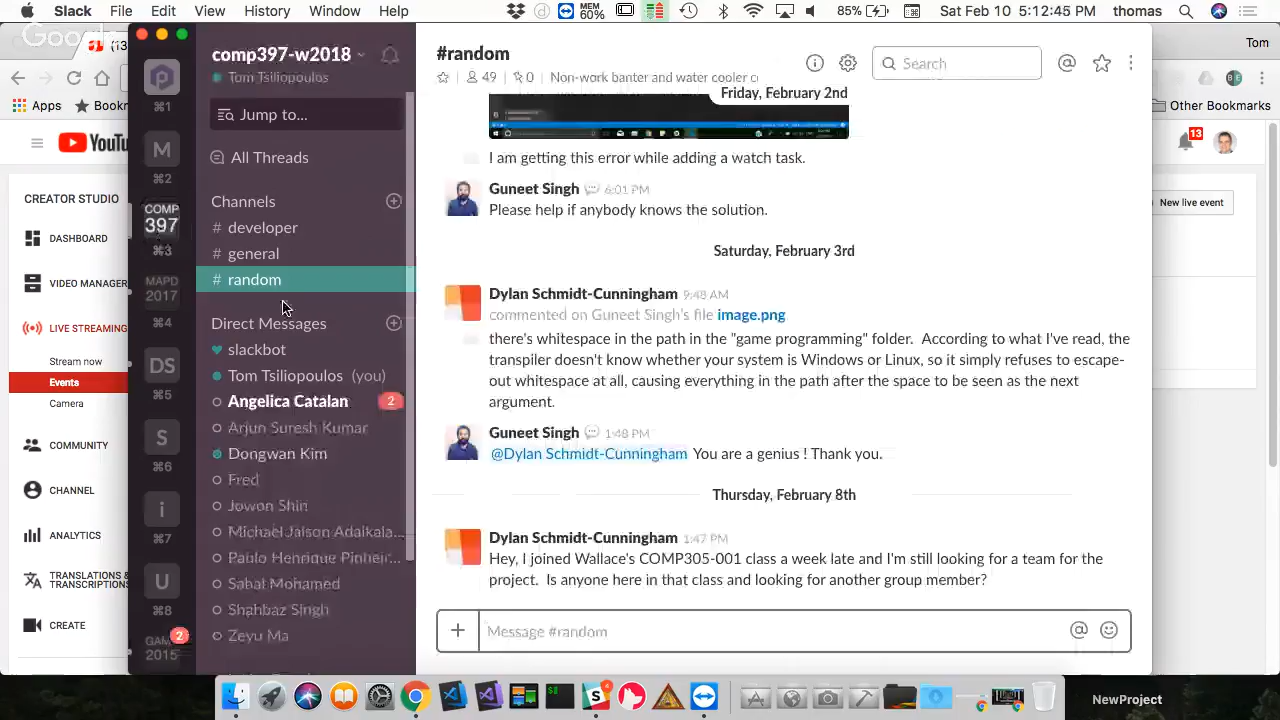 Slack File Edit View History Window Help MEM 60% 85% Sat Feb 10 5:12:45 pm thomas
Tom
Apps
Other Bookmarks
YouTube
13
CREATOR STUDIO
New live event
DASHBOARD
VIDEO MANAGER
LIVE STREAMING
Stream now
Events
Camera
COMMUNITY
CHANNEL
ANALYTICS
TRANSLATIONS &
TRANSCRIPTIONS
CREATE
⌘1
M
⌘2
COMP
397
⌘3
MAPD
2017
⌘4
DS
⌘5
S
⌘6
i
⌘7
U
⌘8
2
2015
comp397-w2018
Tom Tsiliopoulos
Jump to...
All Threads
Channels
# developer
# general
# random
Direct Messages
slackbot
Tom Tsiliopoulos (you)
Angelica Catalan 2
Arjun Suresh Kumar
Dongwan Kim
Fred
Jowon Shin
Michael Jaison Adaikala...
Paulo Henrique Pinhei...
Sabal Mohamed
Shahbaz Singh
Zeyu Ma
#random
49 0 Non-work banter and water cooler c
Search
Friday, February 2nd
I am getting this error while adding a watch task.
Guneet Singh 6:01 PM
Please help if anybody knows the solution.
Saturday, February 3rd
Dylan Schmidt-Cunningham 9:48 AM
commented on Guneet Singh's file image.png
there's whitespace in the path in the "game programming" folder. According to what I've read, the
transpiler doesn't know whether your system is Windows or Linux, so it simply refuses to escape-
out whitespace at all, causing everything in the path after the space to be seen as the next
argument.
Guneet Singh 1:48 PM
@Dylan Schmidt-Cunningham You are a genius ! Thank you.
Thursday, February 8th
Dylan Schmidt-Cunningham 1:47 PM
Hey, I joined Wallace's COMP305-001 class a week late and I'm still looking for a team for the
project. Is anyone here in that class and looking for another group member?
Message #random
NewProject